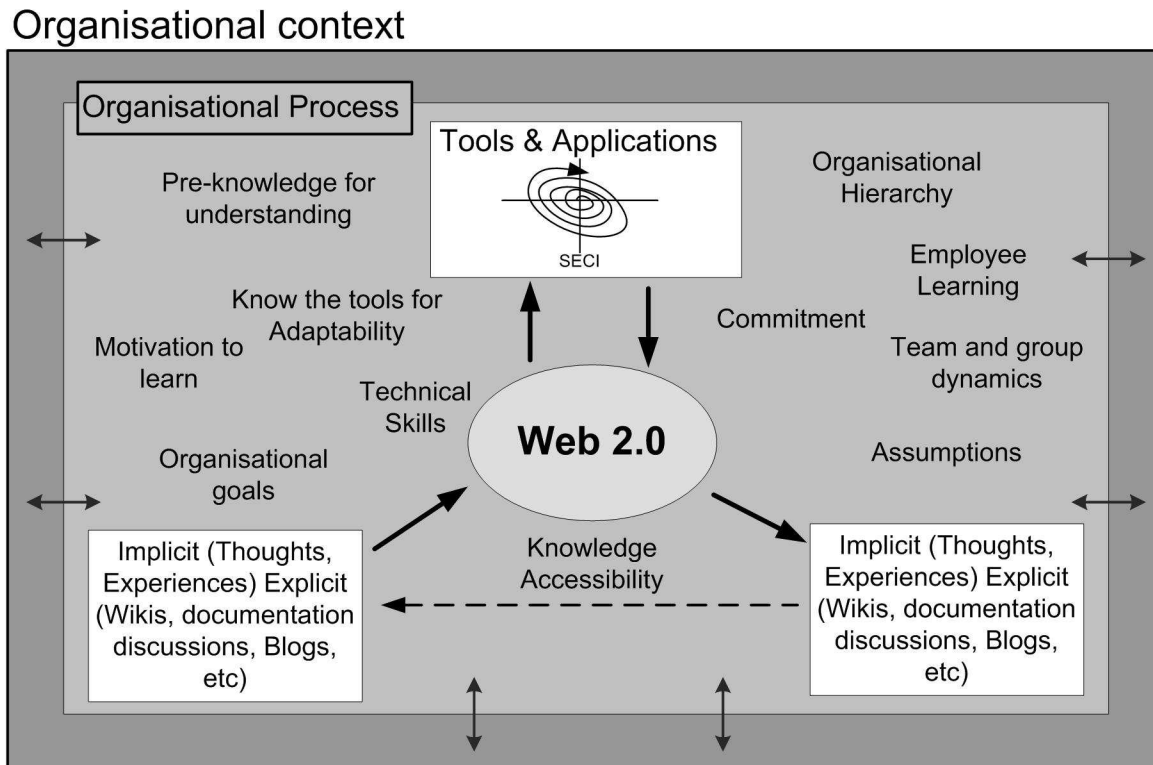 Organisational context
Organisational Process
Tools & Applications
SECI
Pre-knowledge for
understanding
Organisational
Hierarchy
Employee
Learning
Know the tools for
Adaptability
Commitment
Motivation to
learn
Team and group
dynamics
Technical
Skills
Web 2.0
Organisational
goals
Assumptions
Implicit (Thoughts,
Experiences) Explicit
(Wikis, documentation
discussions, Blogs,
etc)
Knowledge
Accessibility
Implicit (Thoughts,
Experiences) Explicit
(Wikis, documentation
discussions, Blogs,
etc)